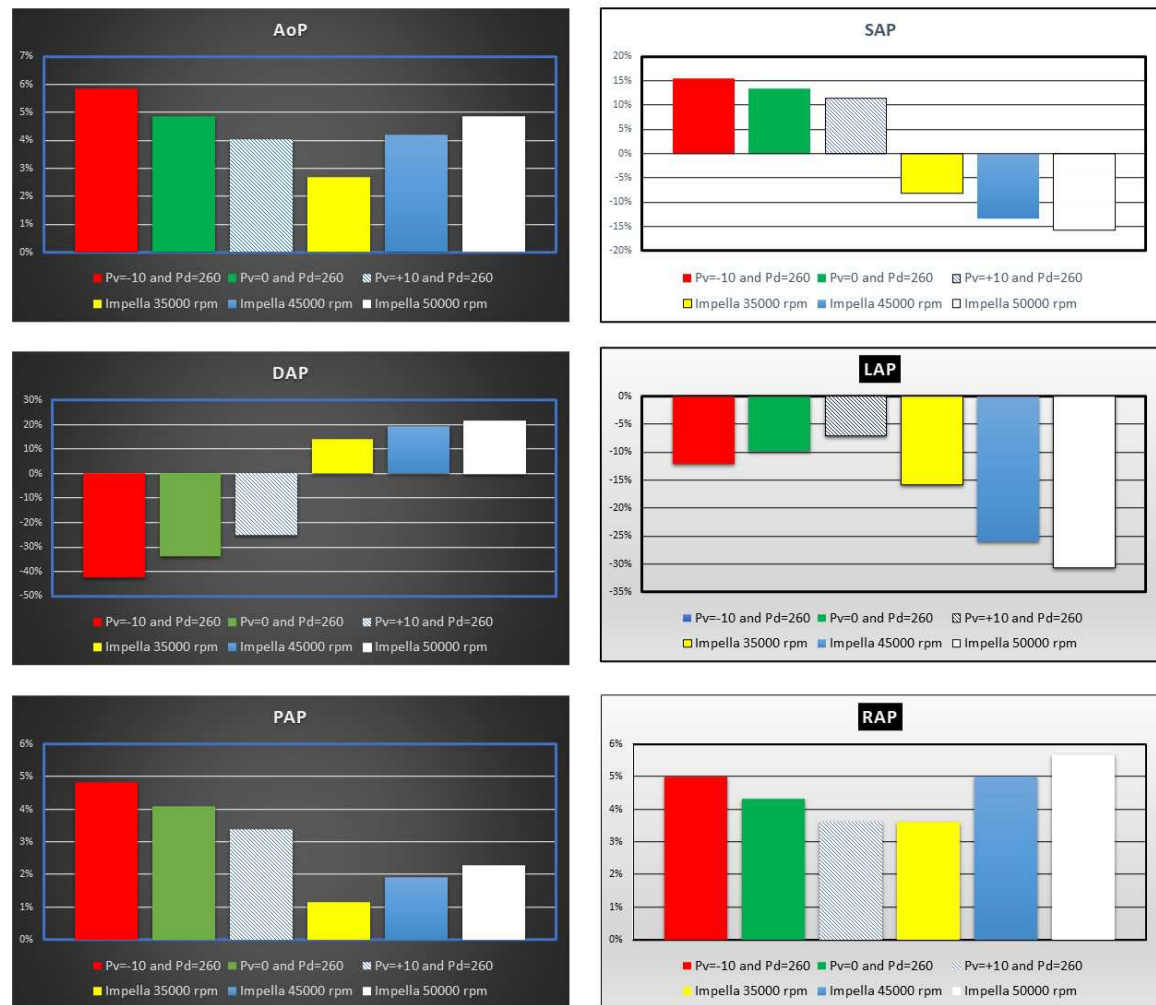 AoP
7%
6%
5%
4%
3%
2%
1%
0%
Pv=-10 and Pd=260 Pv=0 and Pd=260 Pv=+10 and Pd=260
Impella 35000 rpm Impella 45000 rpm Impella 50000 rpm
SAP
20%
15%
10%
5%
0%
-5%
-10%
-15%
-20%
Pv=-10 and Pd=260 Pv=0 and Pd=260 Pv=+10 and Pd=260
Impella 35000 rpm Impella 45000 rpm Impella 50000 rpm
DAP
30%
20%
10%
0%
-10%
-20%
-30%
-40%
-50%
Pv=-10 and Pd=260 Pv=0 and Pd=260 Pv=+10 and Pd=260
Impella 35000 rpm Impella 45000 rpm Impella 50000 rpm
LAP
0%
-5%
-10%
-15%
-20%
-25%
-30%
-35%
Pv=-10 and Pd=260 Pv=0 and Pd=260 Pv=+10 and Pd=260
Impella 35000 rpm Impella 45000 rpm Impella 50000 rpm
PAP
6%
5%
4%
3%
2%
1%
0%
Pv=-10 and Pd=260 Pv=0 and Pd=260 Pv=+10 and Pd=260
Impella 35000 rpm Impella 45000 rpm Impella 50000 rpm
RAP
6%
5%
4%
3%
2%
1%
0%
Pv=-10 and Pd=260 Pv=0 and Pd=260 Pv=+10 and Pd=260
Impella 35000 rpm Impella 45000 rpm Impella 50000 rpm